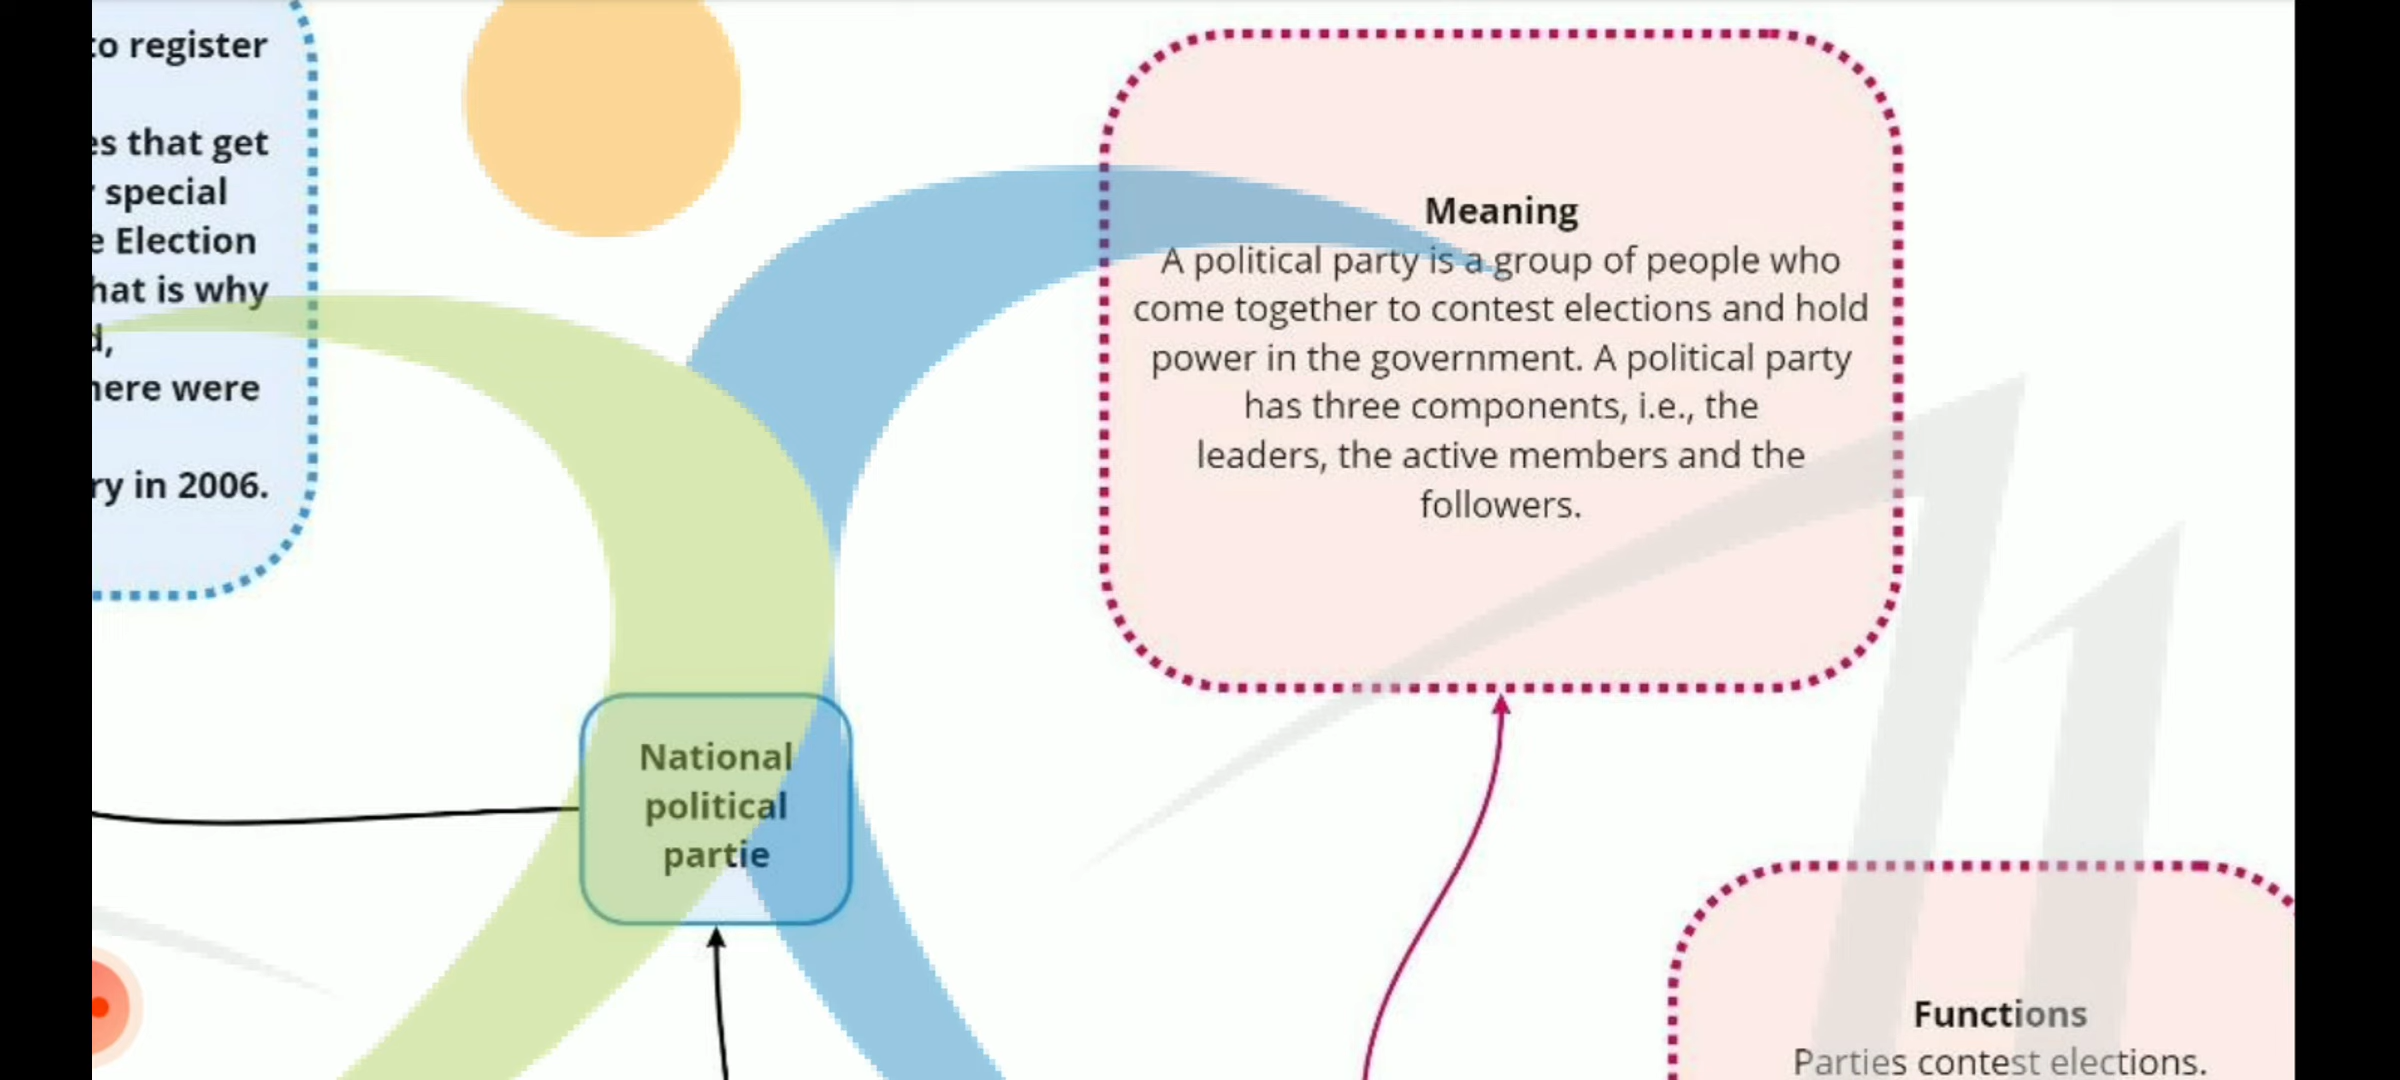 to register
es that get
special
e Election
hat is why
d,
here were
ry in 2006.
Meaning
A political party is a group of people who
come together to contest elections and hold
power in the government. A political party
has three components, i.e., the
leaders, the active members and the
followers.
National
political
partie
Functions
Parties contest elections.